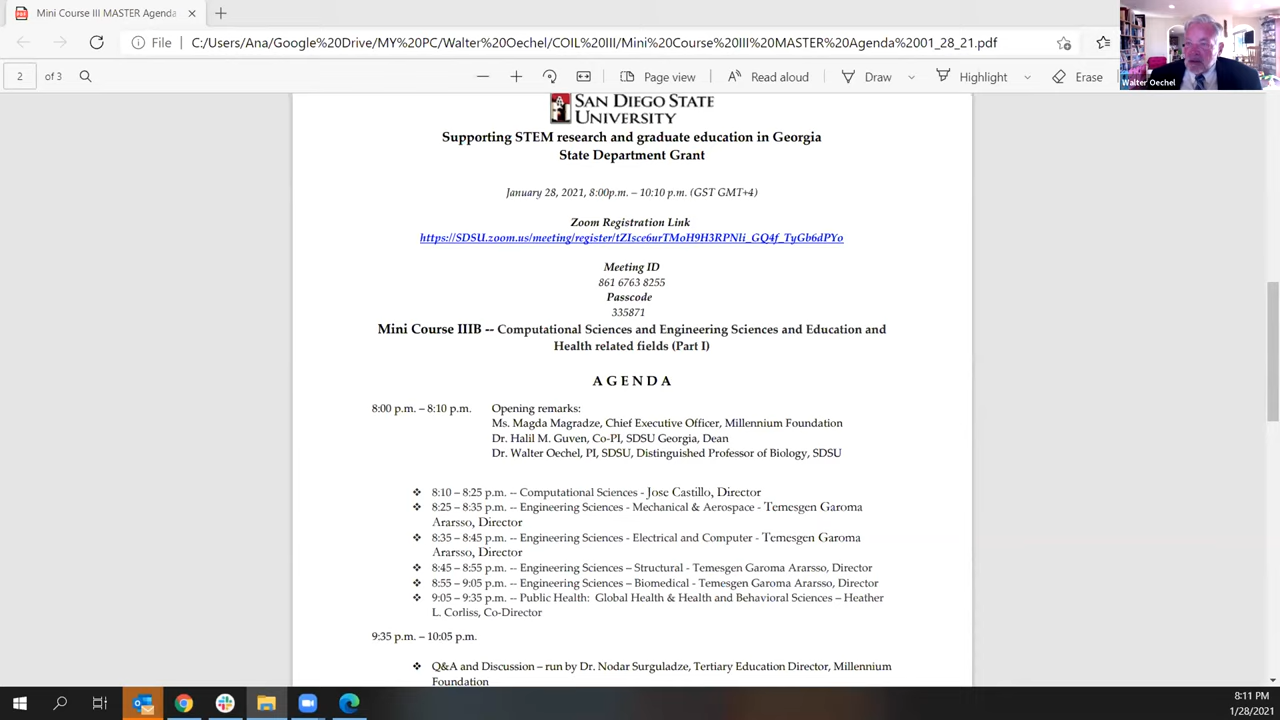 Mini Course III MASTER Agenda
File
C:/Users/Ana/Google%20Drive/MY%20PC/Walter%20Oechel/COIL%20III/Mini%20Course%20III%20MASTER%20Agenda%2001_28_21.pdf
2 of 3
Page view
Read aloud
Draw
Highlight
Erase
Walter Oechel
SAN DIEGO STATE
UNIVERSITY
Supporting STEM research and graduate education in Georgia
State Department Grant
January 28, 2021, 8:00p.m. – 10:10 p.m. (GST GMT+4)
Zoom Registration Link
https://SDSU.zoom.us/meeting/register/tZIsce6urTMoH9H3RPNli_GQ4f_TyGb6dPYo
Meeting ID
861 6763 8255
Passcode
335871
Mini Course IIIB -- Computational Sciences and Engineering Sciences and Education and
Health related fields (Part I)
A G E N D A
8:00 p.m. – 8:10 p.m. Opening remarks:
Ms. Magda Magradze, Chief Executive Officer, Millennium Foundation
Dr. Halil M. Guven, Co-PI, SDSU Georgia, Dean
Dr. Walter Oechel, PI, SDSU, Distinguished Professor of Biology, SDSU
❖ 8:10 – 8:25 p.m. -- Computational Sciences - Jose Castillo, Director
❖ 8:25 – 8:35 p.m. -- Engineering Sciences - Mechanical & Aerospace - Temesgen Garoma
Ararsso, Director
❖ 8:35 – 8:45 p.m. -- Engineering Sciences - Electrical and Computer - Temesgen Garoma
Ararsso, Director
❖ 8:45 – 8:55 p.m. -- Engineering Sciences – Structural - Temesgen Garoma Ararsso, Director
❖ 8:55 – 9:05 p.m. -- Engineering Sciences – Biomedical - Temesgen Garoma Ararsso, Director
❖ 9:05 – 9:35 p.m. -- Public Health: Global Health & Health and Behavioral Sciences – Heather
L. Corliss, Co-Director
9:35 p.m. – 10:05 p.m.
❖ Q&A and Discussion – run by Dr. Nodar Surguladze, Tertiary Education Director, Millennium
Foundation
8:11 PM
1/28/2021